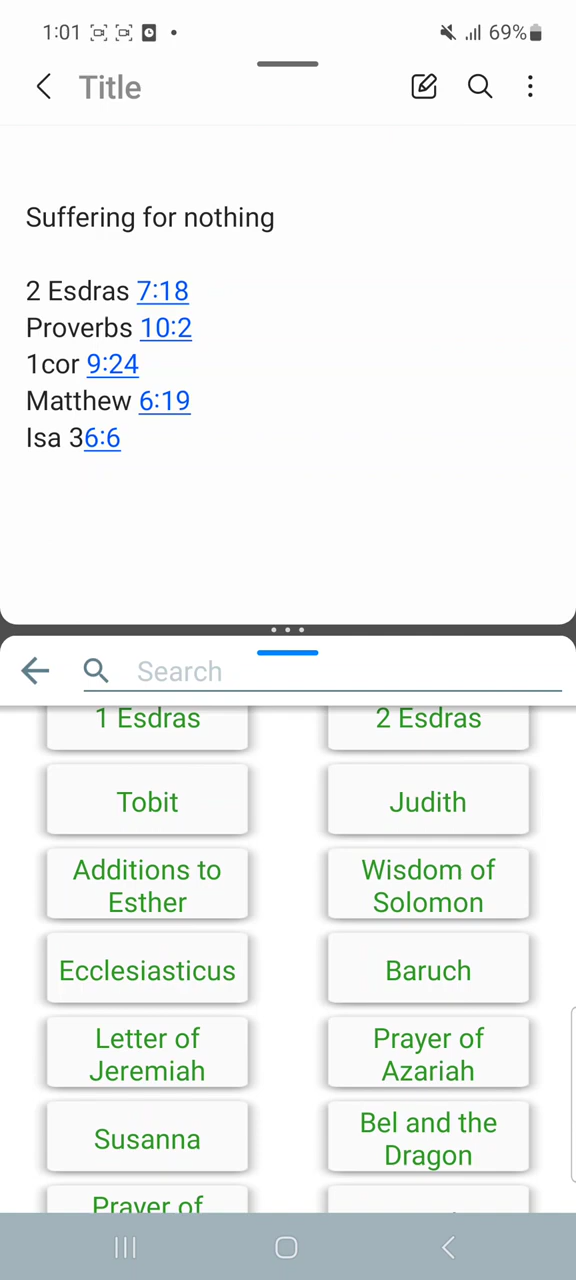 1:01
69%
Title
Suffering for nothing
2 Esdras 7:18
Proverbs 10:2
1cor 9:24
Matthew 6:19
Isa 36:6
Search
1 Esdras
2 Esdras
Tobit
Judith
Additions to
Esther
Wisdom of
Solomon
Ecclesiasticus
Baruch
Letter of
Jeremiah
Prayer of
Azariah
Susanna
Bel and the
Dragon
Prayer of